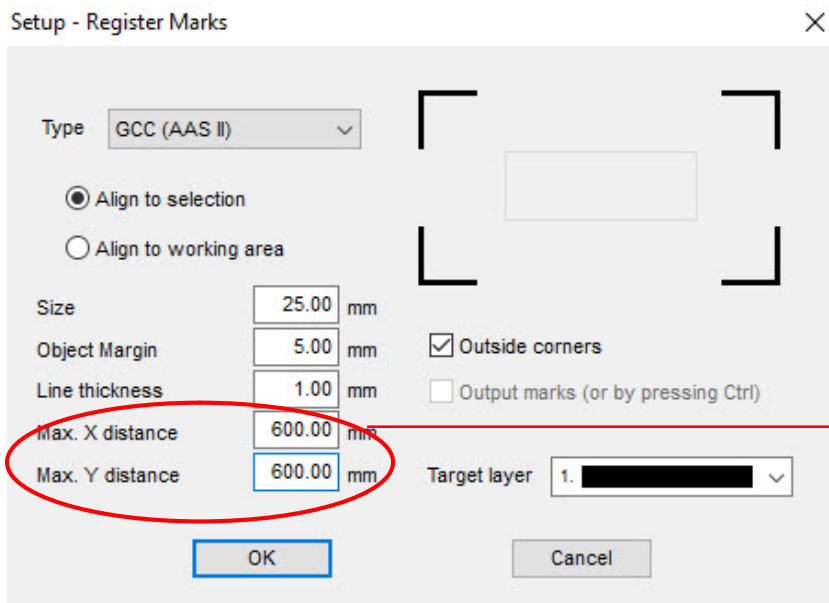 Setup - Register Marks
Type GCC (AAS II)
Align to selection
Align to working area
Size 25.00 mm
Object Margin 5.00 mm
Line thickness 1.00 mm
Max. X distance 600.00 mm
Max. Y distance 600.00 mm
Outside corners
Output marks (or by pressing Ctrl)
Target layer 1.
OK Cancel